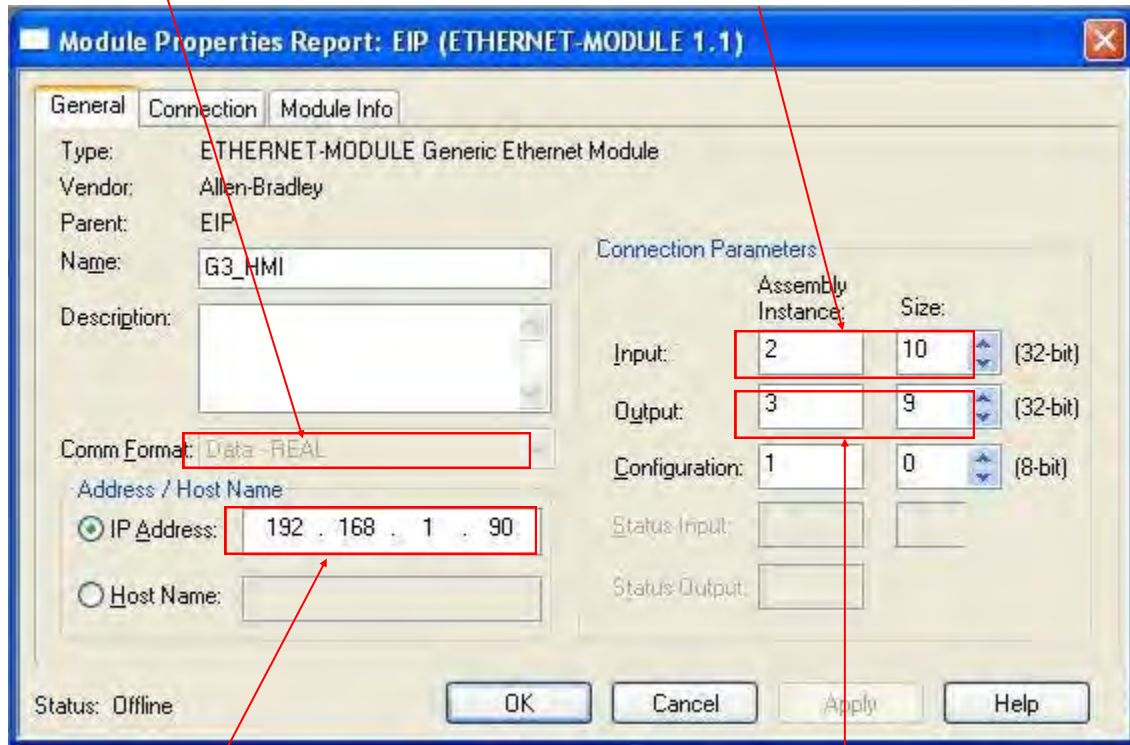 Module Properties Report: EIP (ETHERNET-MODULE 1.1)
General Connection Module Info
Type: ETHERNET-MODULE Generic Ethernet Module
Vendor: Allen-Bradley
Parent: EIP
Name: G3_HMI
Description:
Comm Format: Data - REAL
Address / Host Name
IP Address: 192 . 168 . 1 . 90
Host Name:
Connection Parameters
Assembly
Instance: Size:
Input: 2 10 (32-bit)
Output: 3 9 (32-bit)
Configuration: 1 0 (8-bit)
Status Input:
Status Output:
Status: Offline OK Cancel Apply Help